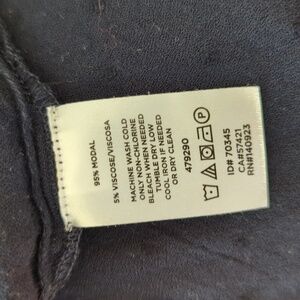 95% MODAL
5% VISCOSE/VISCOSA
MACHINE WASH COLD
ONLY NON-CHLORINE
BLEACH WHEN NEEDED
TUMBLE DRY LOW
COOL IRON IF NEEDED
OR DRY CLEAN
479290
P
ID# 70345
CA#57421
RN#140923